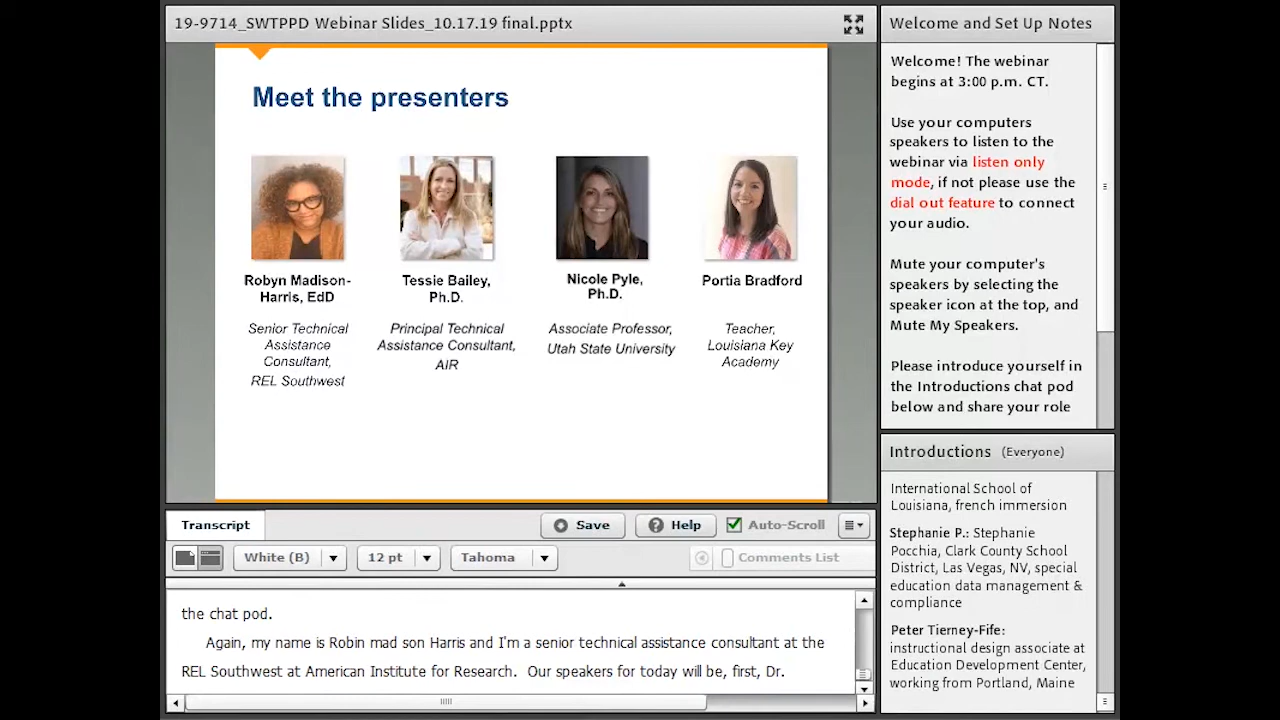 19-9714_SWTPPD Webinar Slides_10.17.19 final.pptx
Meet the presenters
Robyn Madison-
Harris, EdD
Senior Technical
Assistance
Consultant,
REL Southwest
Tessie Bailey,
Ph.D.
Principal Technical
Assistance Consultant,
AIR
Nicole Pyle,
Ph.D.
Associate Professor,
Utah State University
Portia Bradford
Teacher,
Louisiana Key
Academy
Transcript
Save
Help
Auto-Scroll
White (B)
12 pt
Tahoma
Comments List
the chat pod.
Again, my name is Robin mad son Harris and I'm a senior technical assistance consultant at the
REL Southwest at American Institute for Research.  Our speakers for today will be, first, Dr.
Welcome and Set Up Notes
Welcome! The webinar
begins at 3:00 p.m. CT.
Use your computers
speakers to listen to the
webinar via listen only
mode, if not please use the
dial out feature to connect
your audio.
Mute your computer's
speakers by selecting the
speaker icon at the top, and
Mute My Speakers.
Please introduce yourself in
the Introductions chat pod
below and share your role
Introductions (Everyone)
International School of
Louisiana, french immersion
Stephanie P.: Stephanie
Pocchia, Clark County School
District, Las Vegas, NV, special
education data management &
compliance
Peter Tierney-Fife:
instructional design associate at
Education Development Center,
working from Portland, Maine